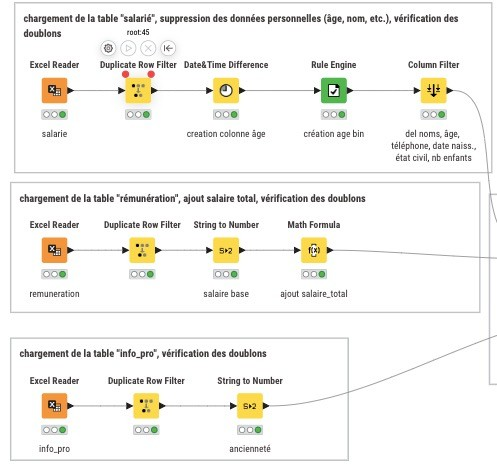 chargement de la table "salarié", suppression des données personnelles (âge, nom, etc.), vérification des
doublons
root:45
Excel Reader
Duplicate Row Filter
Date&Time Difference
Rule Engine
Column Filter
salarie
creation colonne âge
création age bin
del noms, âge,
téléphone, date naiss.,
état civil, nb enfants
chargement de la table "rémunération", ajout salaire total, vérification des doublons
Excel Reader
Duplicate Row Filter
String to Number
Math Formula
S▸2
f(x)
remuneration
salaire base
ajout salaire_total
chargement de la table "info_pro", vérification des doublons
Excel Reader
Duplicate Row Filter
String to Number
S▸2
info_pro
ancienneté